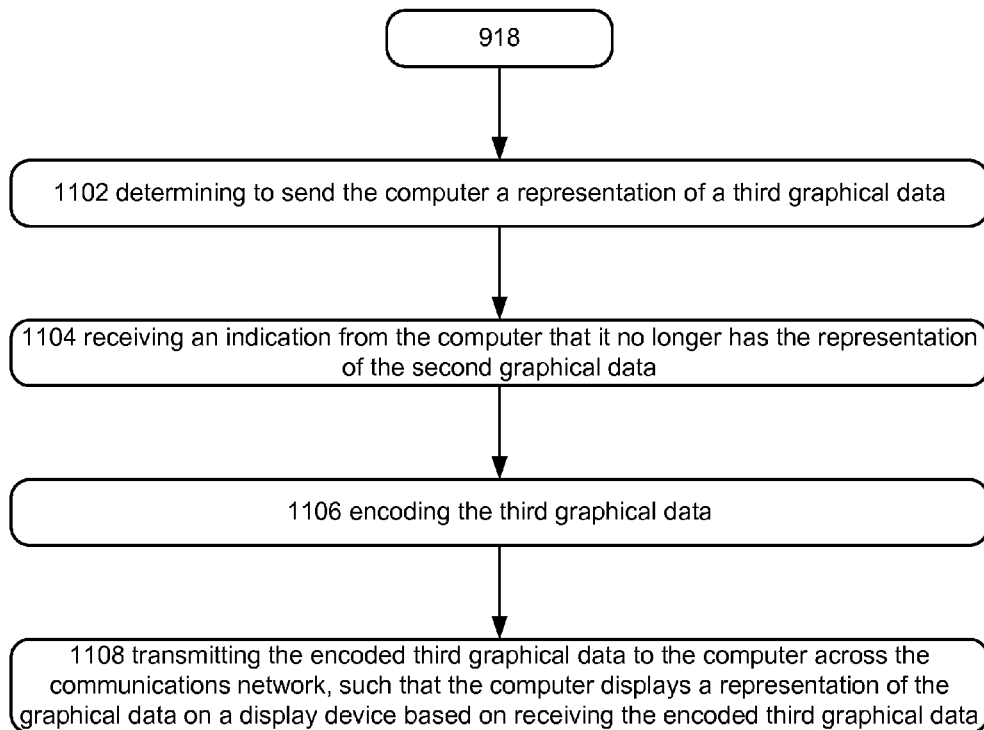 918
1102 determining to send the computer a representation of a third graphical data
1104 receiving an indication from the computer that it no longer has the representation
of the second graphical data
1106 encoding the third graphical data
1108 transmitting the encoded third graphical data to the computer across the
communications network, such that the computer displays a representation of the
graphical data on a display device based on receiving the encoded third graphical data